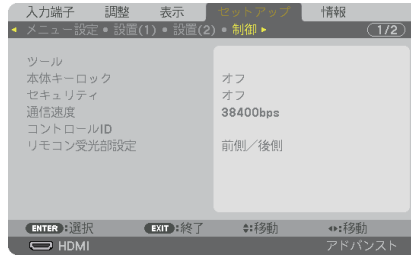 入力端子 調整 表示 セットアップ 情報
◂ メニュー設定 • 設置(1) • 設置(2) • 制御 ▸ (1/2)
ツール
本体キーロック オフ
セキュリティ オフ
通信速度 38400bps
コントロールID
リモコン受光部設定 前側／後側
ENTER:選択 EXIT:終了 ⬍:移動 ⬌:移動
HDMI アドバンスト